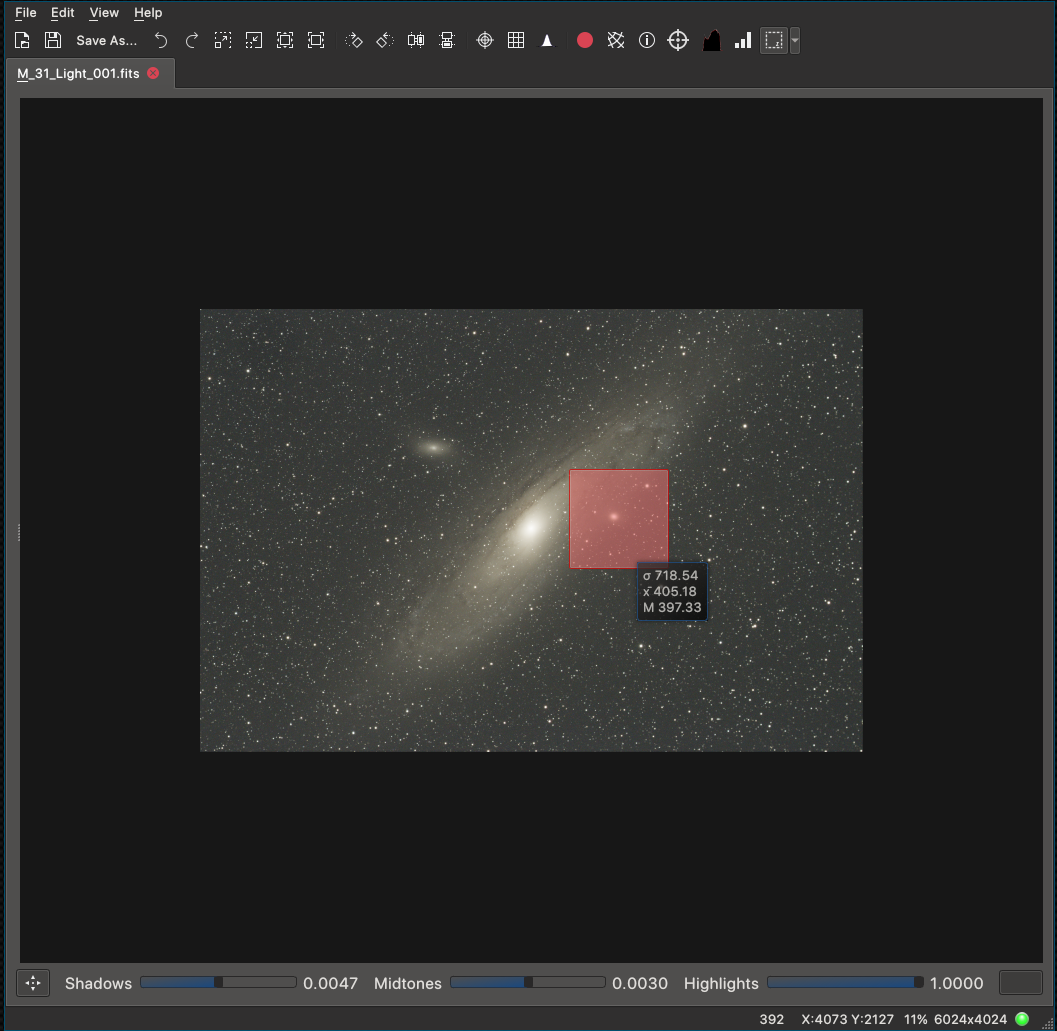 File Edit View Help
Save As...
M_31_Light_001.fits
σ 718.54
x̄ 405.18
M 397.33
Shadows 0.0047 Midtones 0.0030 Highlights 1.0000
392 X:4073 Y:2127 11% 6024x4024